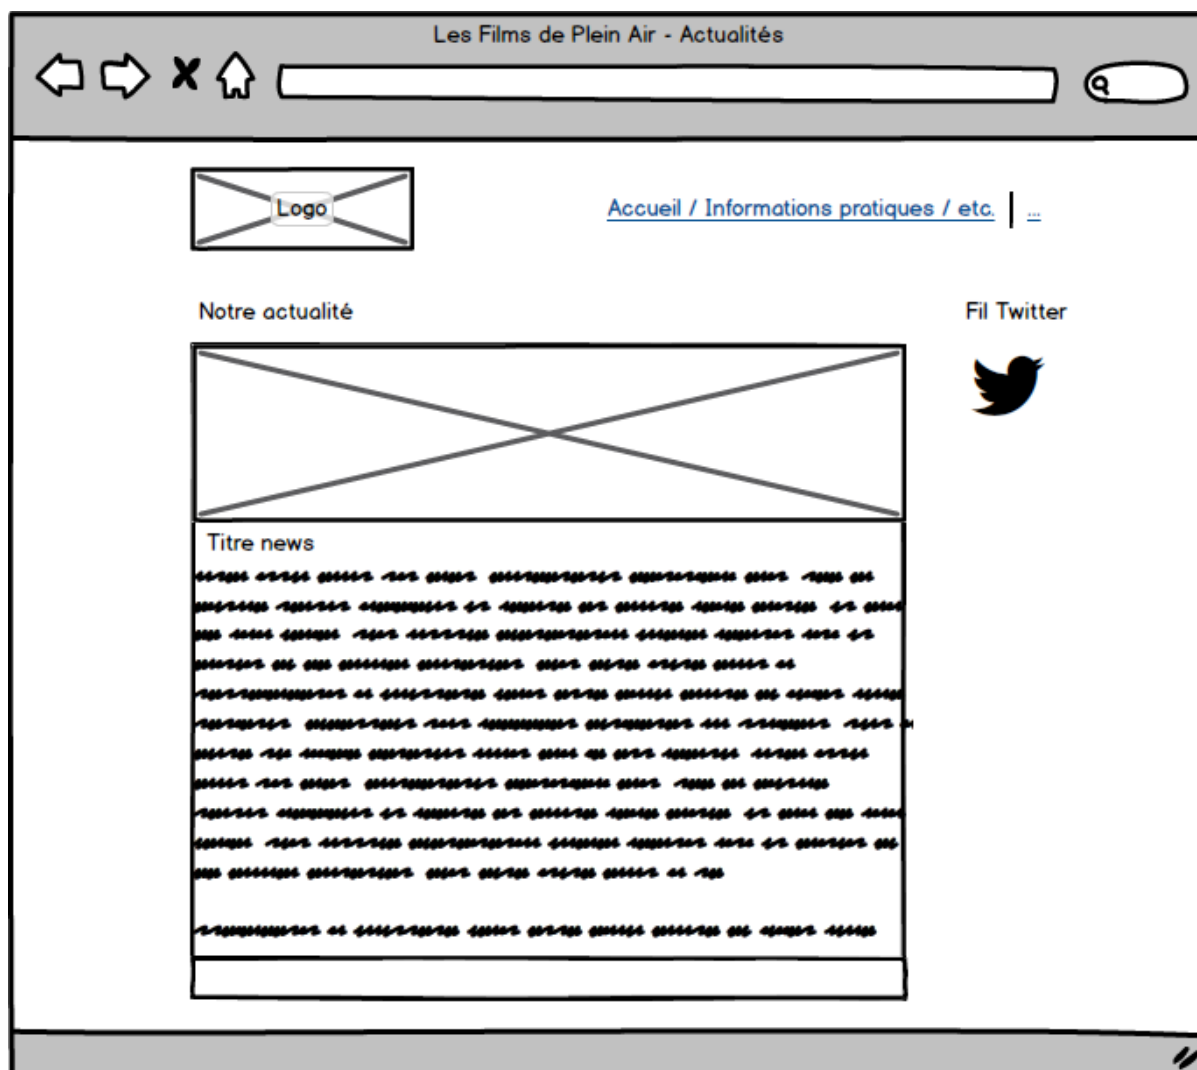 Les Films de Plein Air - Actualités
Logo
Accueil / Informations pratiques / etc. | ...
Notre actualité
Fil Twitter
Titre news